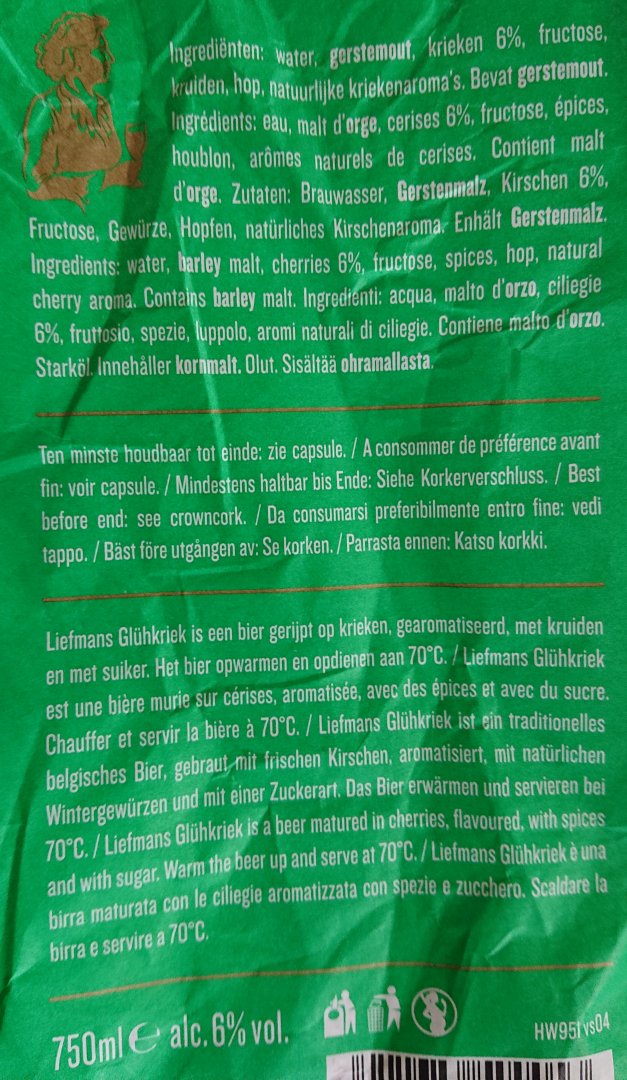 Ingrediënten: water, gerstemout, krieken 6%, fructose,
kruiden, hop, natuurlijke kriekenaroma's. Bevat gerstemout.
Ingrédients: eau, malt d'orge, cerises 6%, fructose, épices,
houblon, arômes naturels de cerises. Contient malt
d'orge. Zutaten: Brauwasser, Gerstenmalz, Kirschen 6%,
Fructose, Gewürze, Hopfen, natürliches Kirschenaroma. Enhält Gerstenmalz.
Ingredients: water, barley malt, cherries 6%, fructose, spices, hop, natural
cherry aroma. Contains barley malt. Ingredienti: acqua, malto d'orzo, ciliegie
6%, fruttosio, spezie, luppolo, aromi naturali di ciliegie. Contiene malto d'orzo.
Starköl. Innehåller kornmalt. Olut. Sisältää ohramallasta.
Ten minste houdbaar tot einde: zie capsule. / A consommer de préférence avant
fin: voir capsule. / Mindestens haltbar bis Ende: Siehe Korkerverschluss. / Best
before end: see crowncork. / Da consumarsi preferibilmente entro fine: vedi
tappo. / Bäst före utgången av: Se korken. / Parrasta ennen: Katso korkki.
Liefmans Glühkriek is een bier gerijpt op krieken, gearomatiseerd, met kruiden
en met suiker. Het bier opwarmen en opdienen aan 70°C. / Liefmans Glühkriek
est une bière murie sur cérises, aromatisée, avec des épices et avec du sucre.
Chauffer et servir la bière à 70°C. / Liefmans Glühkriek ist ein traditionelles
belgisches Bier, gebraut mit frischen Kirschen, aromatisiert, mit natürlichen
Wintergewürzen und mit einer Zuckerart. Das Bier erwärmen und servieren bei
70°C. / Liefmans Glühkriek is a beer matured in cherries, flavoured, with spices
and with sugar. Warm the beer up and serve at 70°C. / Liefmans Glühkriek è una
birra maturata con le ciliegie aromatizzata con spezie e zucchero. Scaldare la
birra e servire a 70°C.
750ml e alc. 6% vol.
HW951 vs04